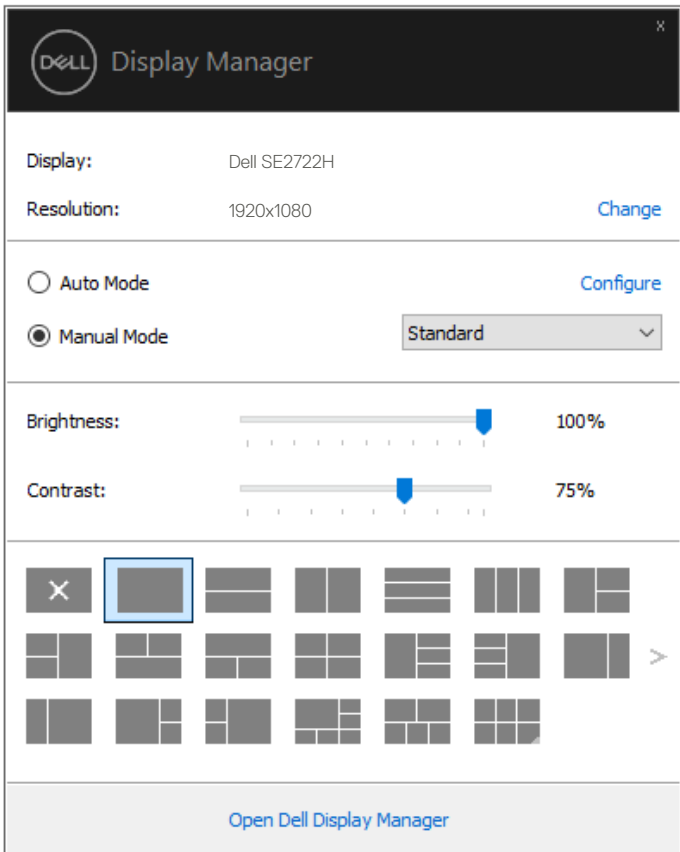 x
DELL Display Manager
Display: Dell SE2722H
Resolution: 1920x1080 Change
Auto Mode Configure
Manual Mode Standard
Brightness: 100%
Contrast: 75%
Open Dell Display Manager